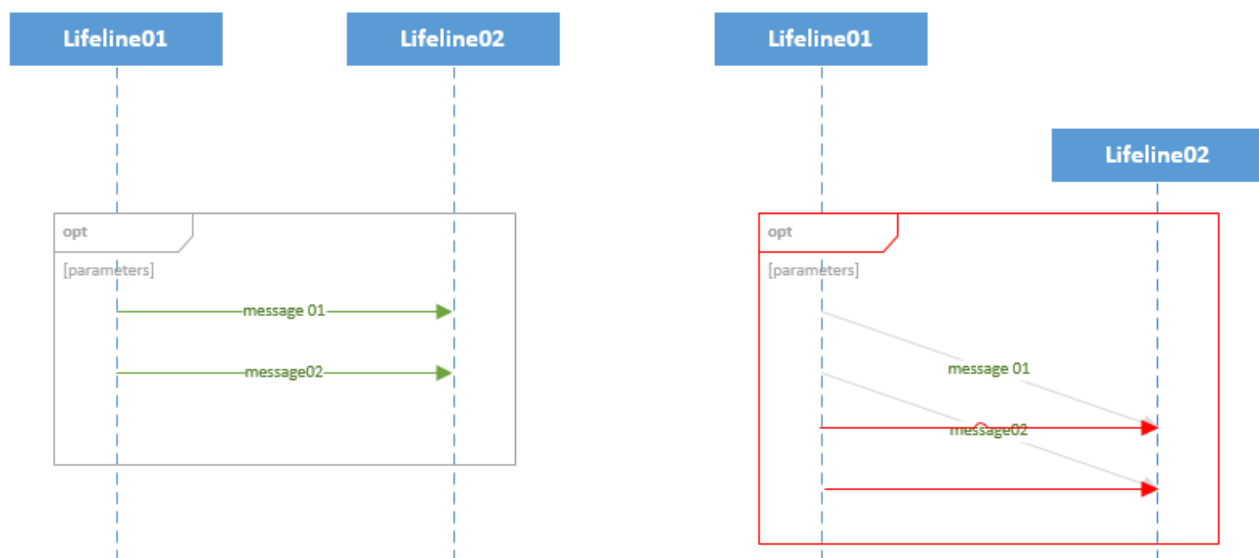 Lifeline01
Lifeline02
opt
[parameters]
message 01
message02
Lifeline01
Lifeline02
opt
[parameters]
message 01
message02